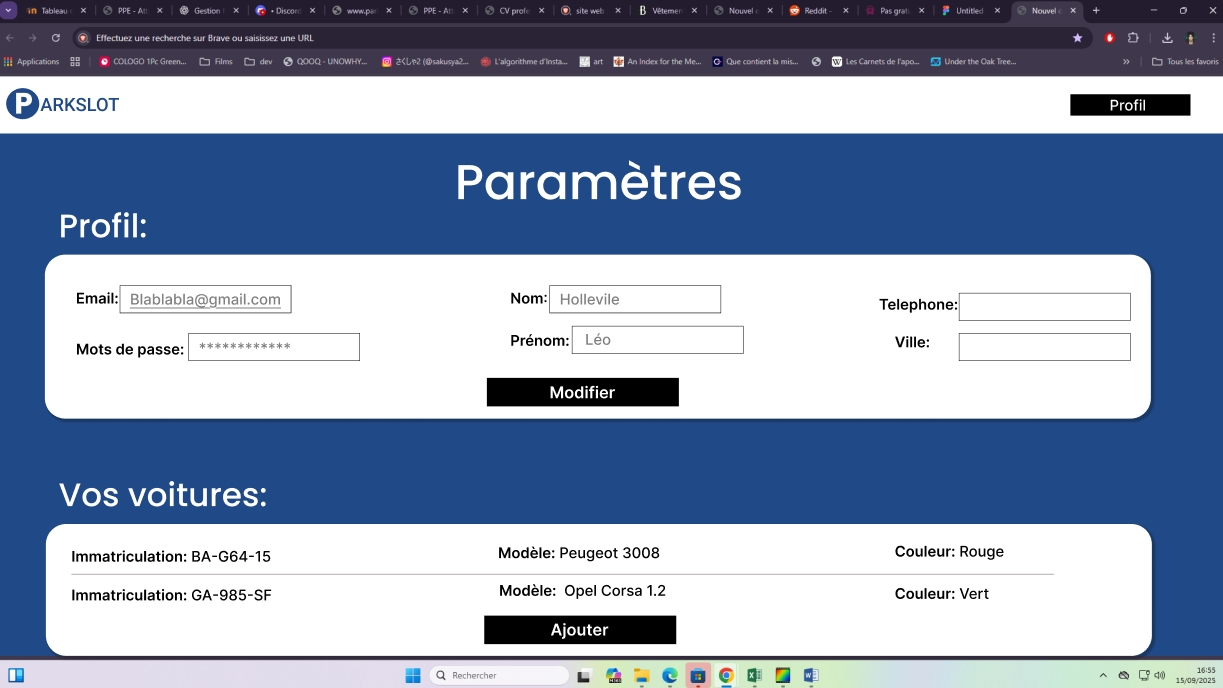 Tableau
PPE - Att
Gestion
• Discord
www.par
PPE - Att
CV profe
site web
Vêtemen
Nouvel o
Reddit -
Pas grat
Untitled
Nouvel o
Effectuez une recherche sur Brave ou saisissez une URL
Applications
COLOGO 1Pc Green...
Films
dev
QOOQ - UNOWHY...
さくしゃ2 (@sakusya2...
L'algorithme d'Insta...
art
An Index for the Me...
Que contient la mis...
Les Carnets de l'apo...
Under the Oak Tree...
»
Tous les favoris
PARKSLOT
Profil
Paramètres
Profil:
Email: Blablabla@gmail.com
Nom: Hollevile
Telephone:
Mots de passe: ************
Prénom: Léo
Ville:
Modifier
Vos voitures:
Immatriculation: BA-G64-15
Modèle: Peugeot 3008
Couleur: Rouge
Immatriculation: GA-985-SF
Modèle: Opel Corsa 1.2
Couleur: Vert
Ajouter
Rechercher
16:55
15/09/2025